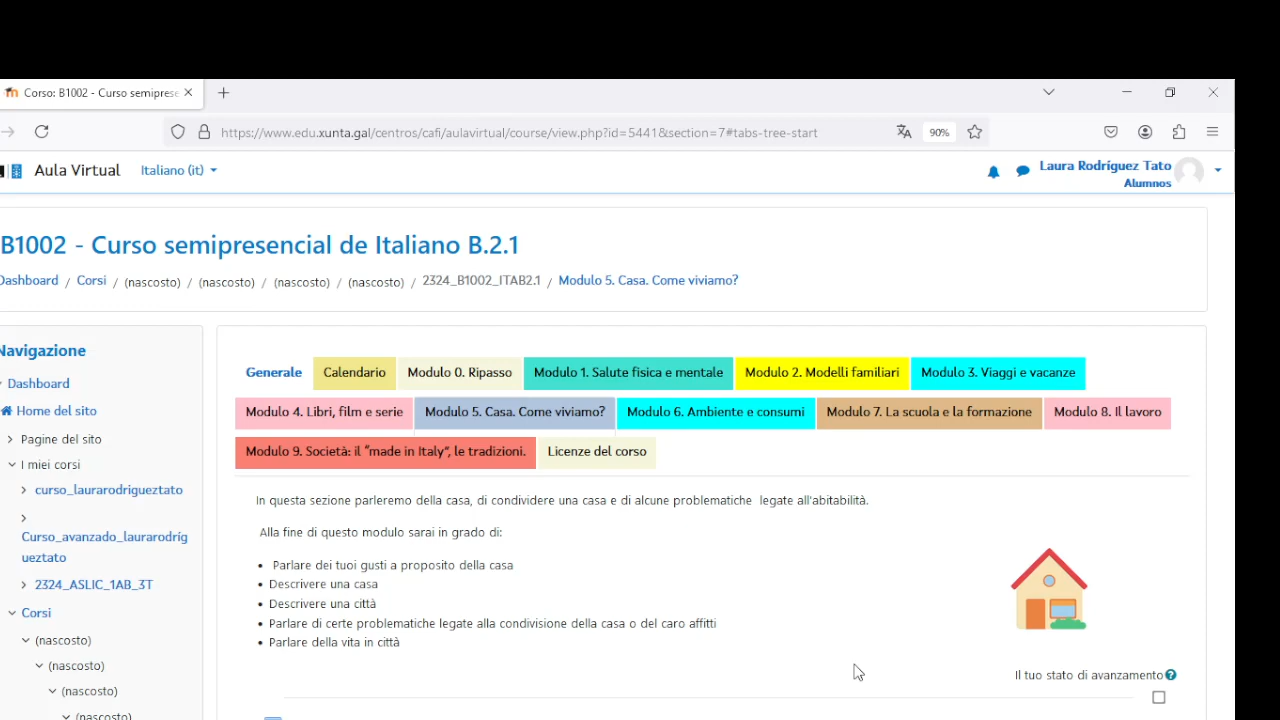 Corso: B1002 - Curso semiprese
https://www.edu.xunta.gal/centros/cafi/aulavirtual/course/view.php?id=5441&section=7#tabs-tree-start
90%
Aula Virtual
Italiano (it)
Laura Rodríguez Tato
Alumnos
B1002 - Curso semipresencial de Italiano B.2.1
Dashboard / Corsi / (nascosto) / (nascosto) / (nascosto) / (nascosto) / 2324_B1002_ITAB2.1 / Modulo 5. Casa. Come viviamo?
Navigazione
Dashboard
Home del sito
Pagine del sito
I miei corsi
curso_laurarodrigueztato
Curso_avanzado_laurarodríg
ueztato
2324_ASLIC_1AB_3T
Corsi
(nascosto)
(nascosto)
(nascosto)
(nascosto)
Generale Calendario Modulo 0. Ripasso Modulo 1. Salute fisica e mentale Modulo 2. Modelli familiari Modulo 3. Viaggi e vacanze
Modulo 4. Libri, film e serie Modulo 5. Casa. Come viviamo? Modulo 6. Ambiente e consumi Modulo 7. La scuola e la formazione Modulo 8. Il lavoro
Modulo 9. Società: il "made in Italy", le tradizioni. Licenze del corso
In questa sezione parleremo della casa, di condividere una casa e di alcune problematiche legate all'abitabilità.
Alla fine di questo modulo sarai in grado di:
• Parlare dei tuoi gusti a proposito della casa
• Descrivere una casa
• Descrivere una città
• Parlare di certe problematiche legate alla condivisione della casa o del caro affitti
• Parlare della vita in città
Il tuo stato di avanzamento